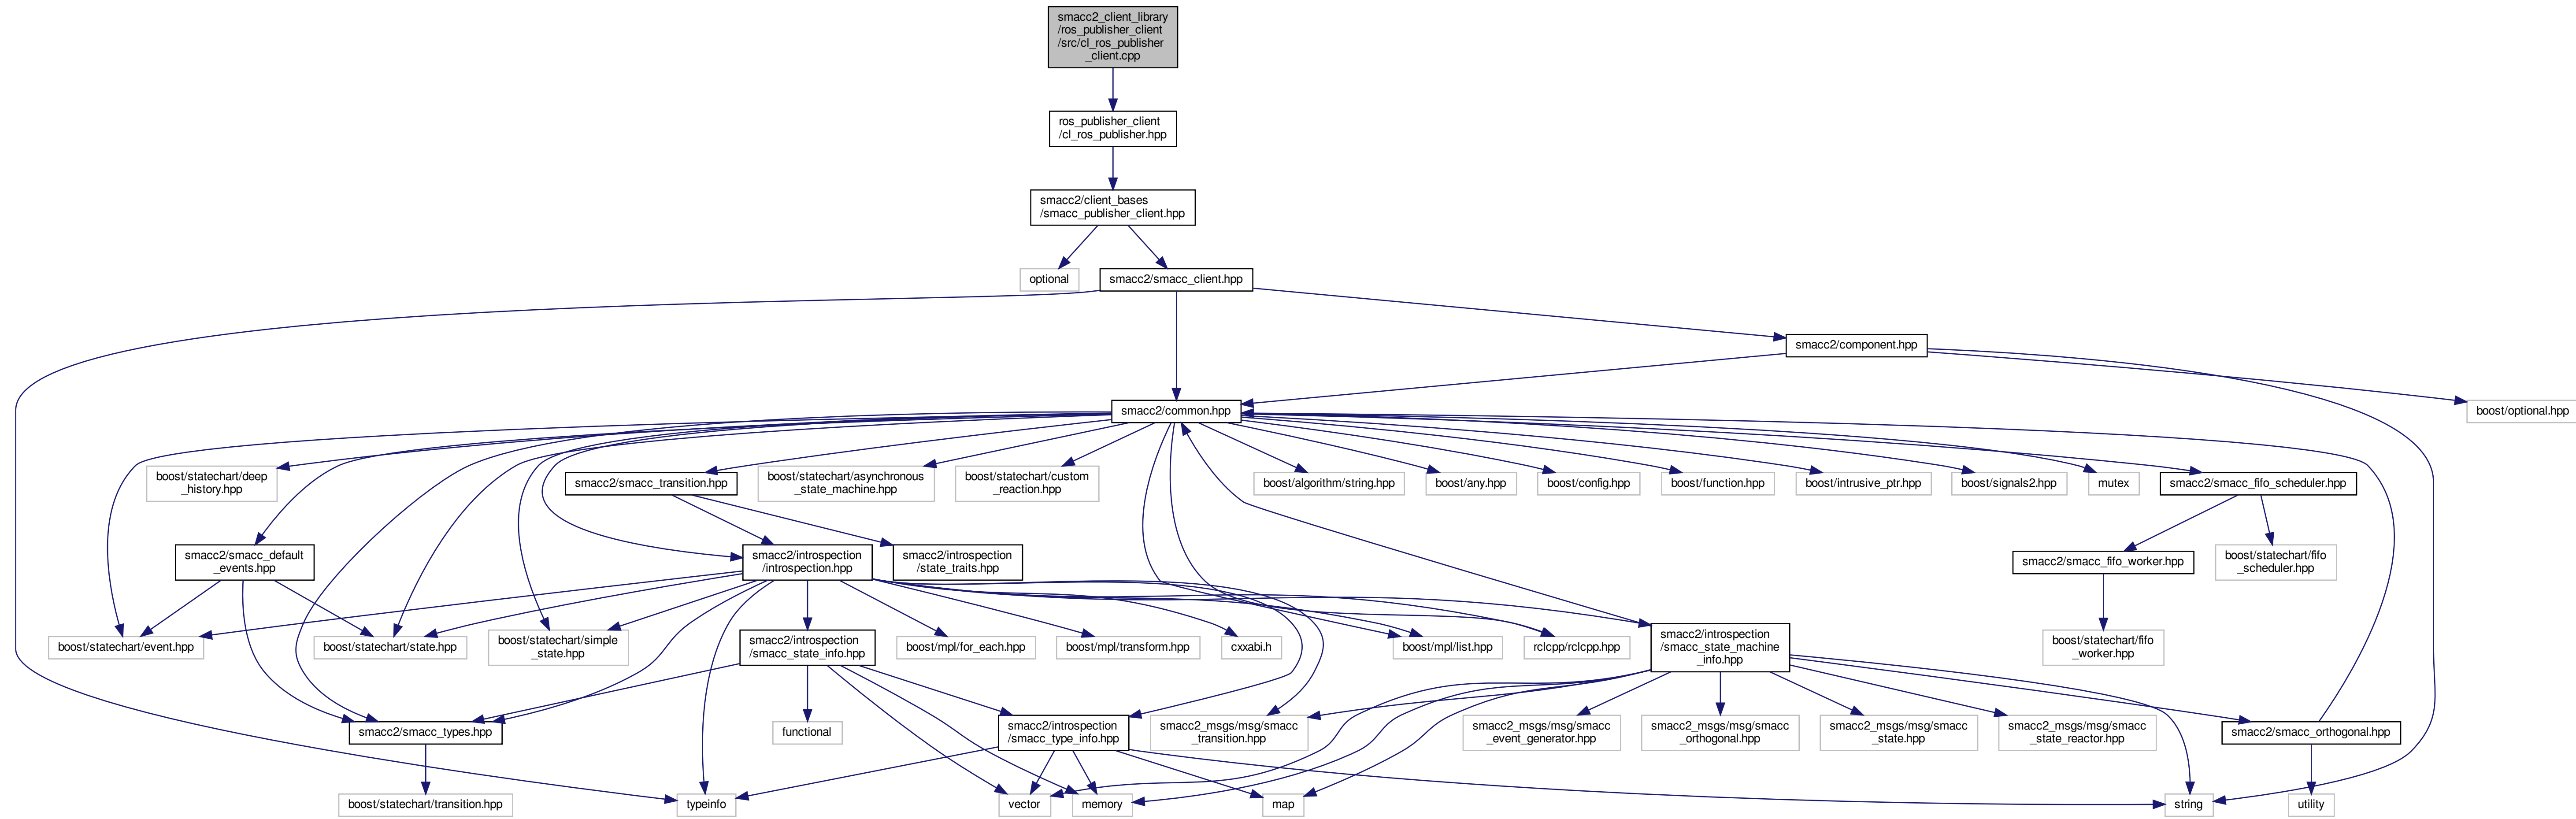 smacc2_client_library
/ros_publisher_client
/src/cl_ros_publisher
_client.cpp
ros_publisher_client
/cl_ros_publisher.hpp
smacc2/client_bases
/smacc_publisher_client.hpp
optional
smacc2/smacc_client.hpp
smacc2/component.hpp
smacc2/common.hpp
boost/optional.hpp
boost/statechart/deep
_history.hpp
smacc2/smacc_transition.hpp
boost/statechart/asynchronous
_state_machine.hpp
boost/statechart/custom
_reaction.hpp
boost/algorithm/string.hpp
boost/any.hpp
boost/config.hpp
boost/function.hpp
boost/intrusive_ptr.hpp
boost/signals2.hpp
mutex
smacc2/smacc_fifo_scheduler.hpp
smacc2/smacc_default
_events.hpp
smacc2/introspection
/introspection.hpp
smacc2/introspection
/state_traits.hpp
smacc2/smacc_fifo_worker.hpp
boost/statechart/fifo
_scheduler.hpp
boost/statechart/event.hpp
boost/statechart/state.hpp
boost/statechart/simple
_state.hpp
smacc2/introspection
/smacc_state_info.hpp
boost/mpl/for_each.hpp
boost/mpl/transform.hpp
cxxabi.h
boost/mpl/list.hpp
rclcpp/rclcpp.hpp
smacc2/introspection
/smacc_state_machine
_info.hpp
boost/statechart/fifo
_worker.hpp
smacc2/smacc_types.hpp
functional
smacc2/introspection
/smacc_type_info.hpp
smacc2_msgs/msg/smacc
_transition.hpp
smacc2_msgs/msg/smacc
_event_generator.hpp
smacc2_msgs/msg/smacc
_orthogonal.hpp
smacc2_msgs/msg/smacc
_state.hpp
smacc2_msgs/msg/smacc
_state_reactor.hpp
smacc2/smacc_orthogonal.hpp
boost/statechart/transition.hpp
typeinfo
vector
memory
map
string
utility